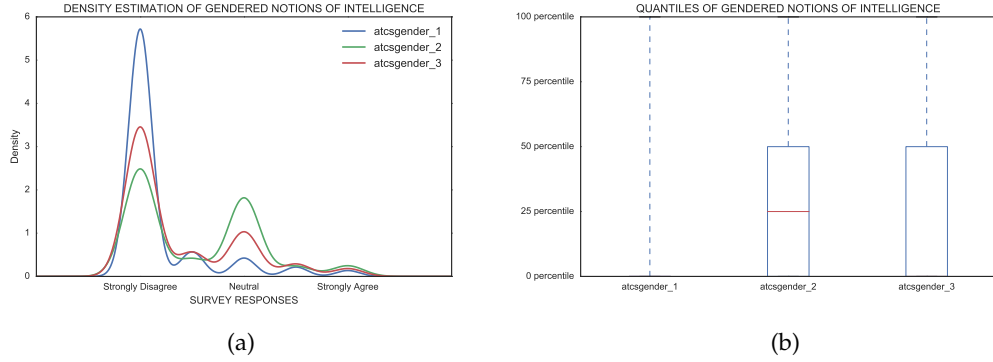 DENSITY ESTIMATION OF GENDERED NOTIONS OF INTELLIGENCE
6
5
4
3
2
1
0
Density
atcsgender_1
atcsgender_2
atcsgender_3
Strongly Disagree Neutral Strongly Agree
SURVEY RESPONSES
(a)
QUANTILES OF GENDERED NOTIONS OF INTELLIGENCE
100 percentile
75 percentile
50 percentile
25 percentile
0 percentile
atcsgender_1 atcsgender_2 atcsgender_3
(b)